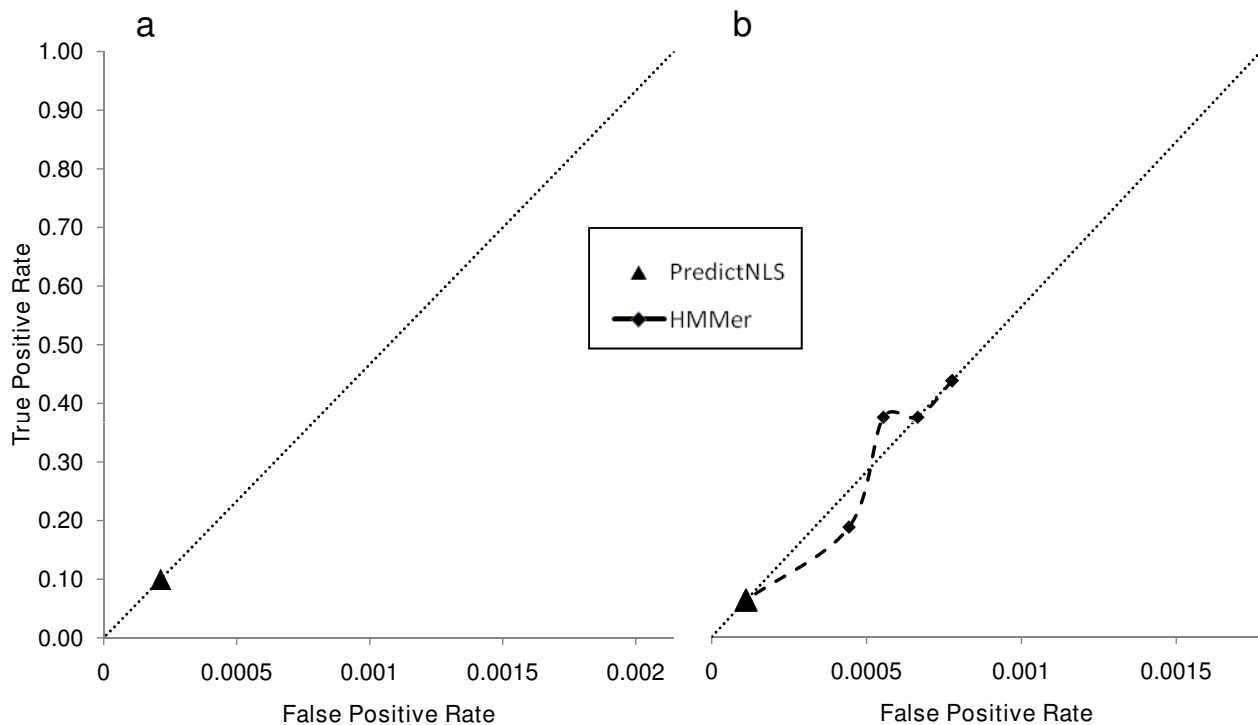 a
b
1.00
0.90
0.80
0.70
0.60
0.50
0.40
0.30
0.20
0.10
0.00
True Positive Rate
0 0.0005 0.001 0.0015 0.002
False Positive Rate
PredictNLS
HMMer
0 0.0005 0.001 0.0015
False Positive Rate